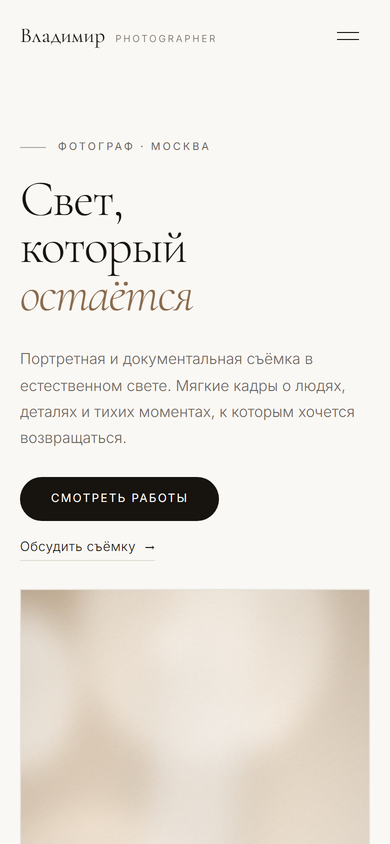 Владимир PHOTOGRAPHER
ФОТОГРАФ · МОСКВА
Свет,
который
остаётся
Портретная и документальная съёмка в
естественном свете. Мягкие кадры о людях,
деталях и тихих моментах, к которым хочется
возвращаться.
СМОТРЕТЬ РАБОТЫ
Обсудить съёмку →